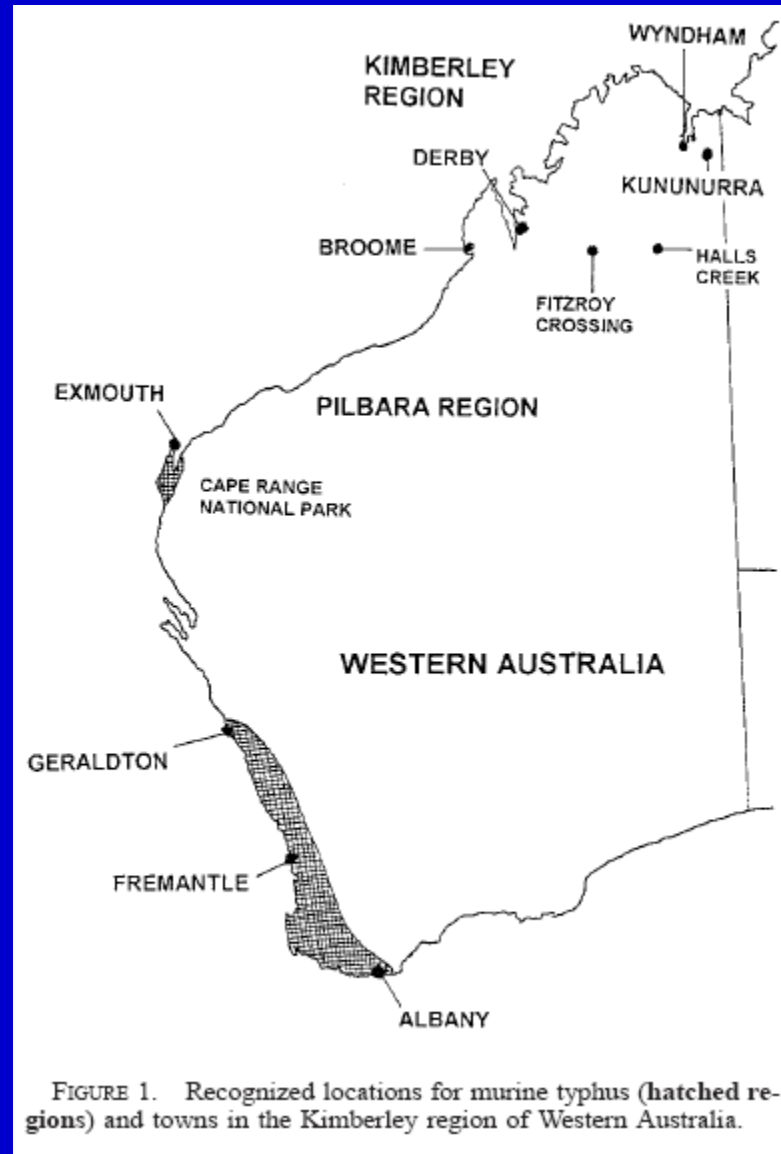 WYNDHAM
KIMBERLEY
REGION
DERBY
KUNUNURRA
BROOME
HALLS
CREEK
FITZROY
CROSSING
EXMOUTH
PILBARA REGION
CAPE RANGE
NATIONAL PARK
WESTERN AUSTRALIA
GERALDTON
FREMANTLE
ALBANY
FIGURE 1. Recognized locations for murine typhus (hatched re-
gions) and towns in the Kimberley region of Western Australia.